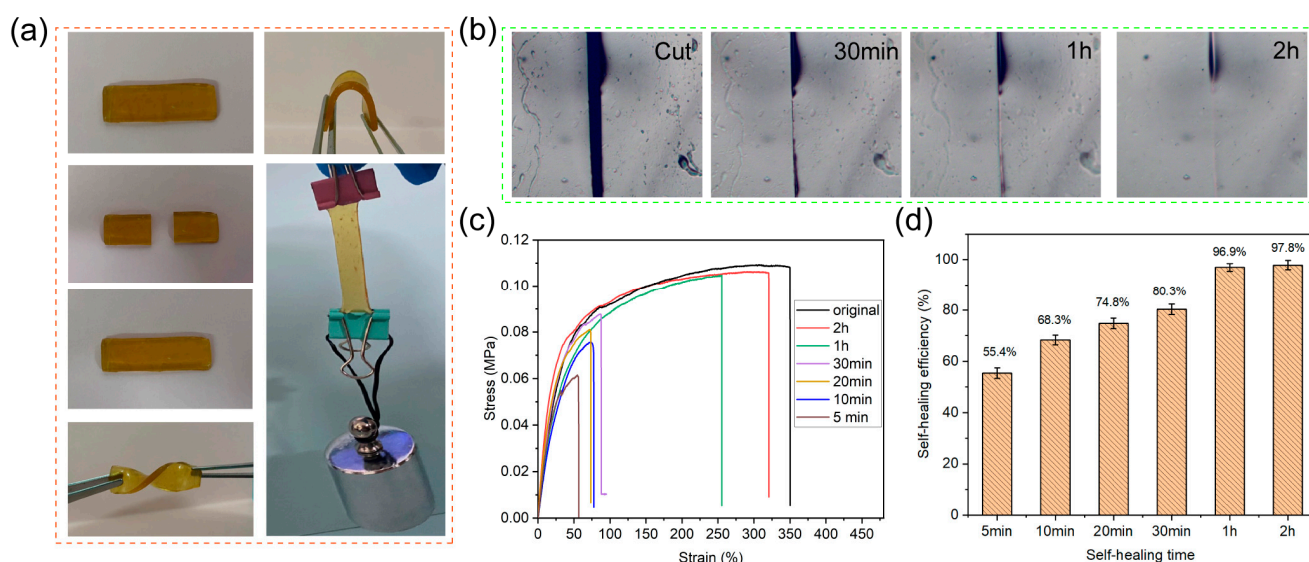 (a)
(b)
Cut
30min
1h
2h
(c)
0.12
0.10
0.08
0.06
0.04
0.02
0.00
0
50
100
150
200
250
300
350
400
450
Stress (MPa)
Strain (%)
original
2h
1h
30min
20min
10min
5 min
(d)
100
80
60
40
20
0
Self-healing efficiency (%)
55.4%
68.3%
74.8%
80.3%
96.9%
97.8%
5min
10min
20min
30min
1h
2h
Self-healing time